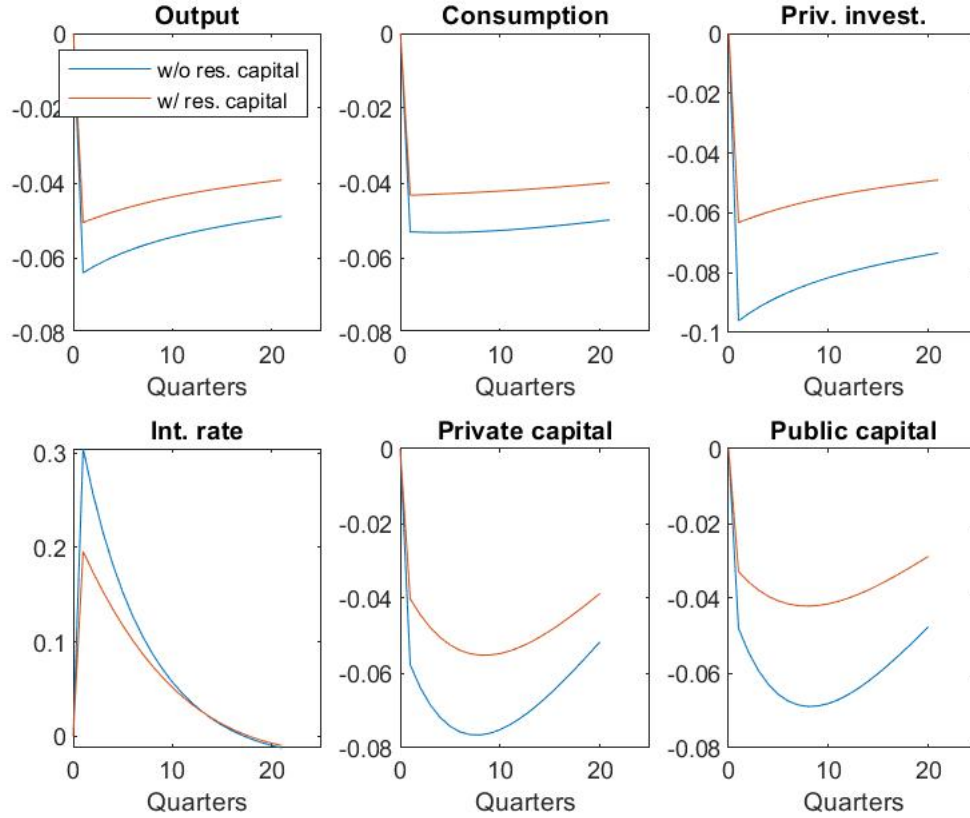 Output
0
-0.02
-0.04
-0.06
-0.08
w/o res. capital
w/ res. capital
0 10 20
Quarters
Consumption
0
-0.02
-0.04
-0.06
-0.08
0 10 20
Quarters
Priv. invest.
0
-0.02
-0.04
-0.06
-0.08
-0.1
0 10 20
Quarters
Int. rate
0.3
0.2
0.1
0
0 10 20
Quarters
Private capital
0
-0.02
-0.04
-0.06
-0.08
0 10 20
Quarters
Public capital
0
-0.02
-0.04
-0.06
-0.08
0 10 20
Quarters